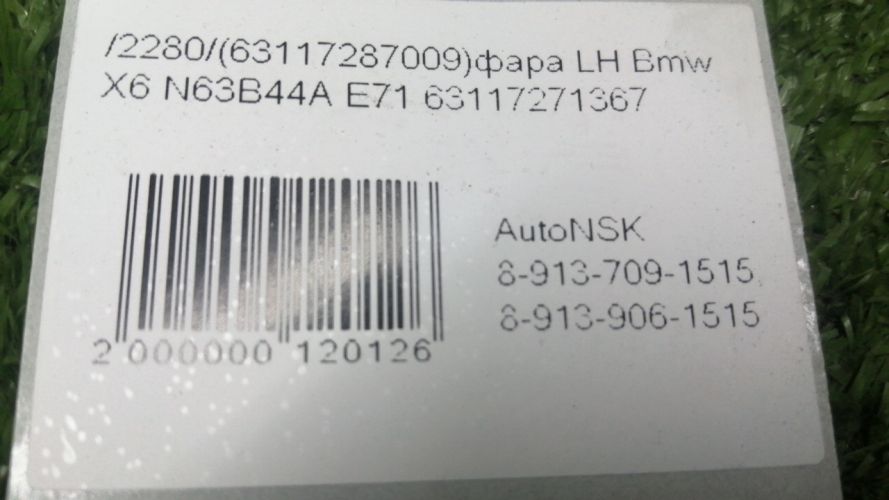 /2280/(63117287009)фара LH Bmw
X6 N63B44A E71 63117271367
AutoNSK
8-913-709-1515
8-913-906-1515
2 000000 120126